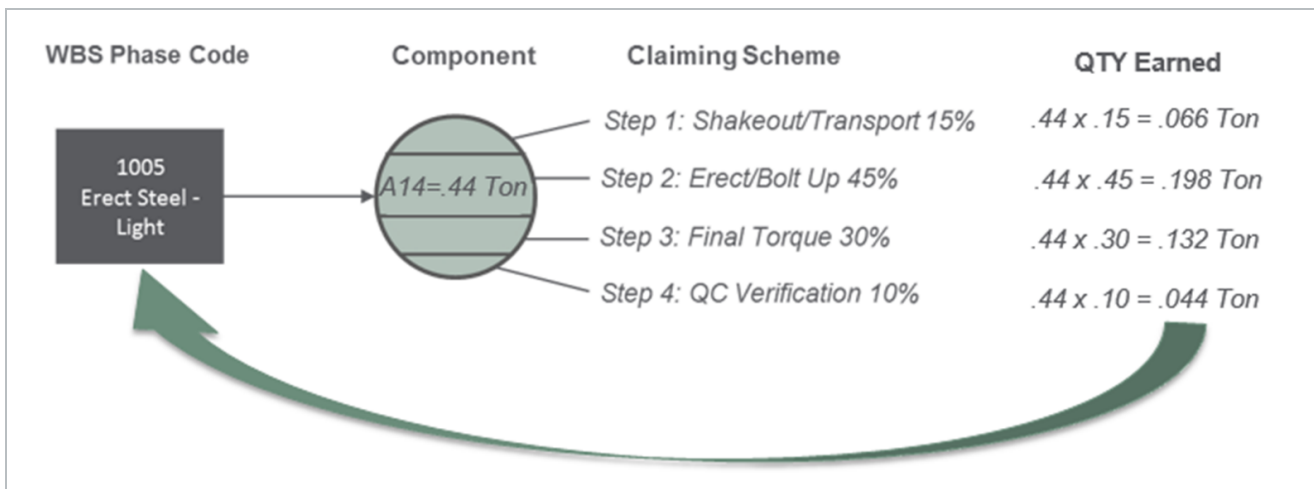 WBS Phase Code
Component
Claiming Scheme
QTY Earned
1005
Erect Steel -
Light
A14=.44 Ton
Step 1: Shakeout/Transport 15%
.44 x .15 = .066 Ton
Step 2: Erect/Bolt Up 45%
.44 x .45 = .198 Ton
Step 3: Final Torque 30%
.44 x .30 = .132 Ton
Step 4: QC Verification 10%
.44 x .10 = .044 Ton